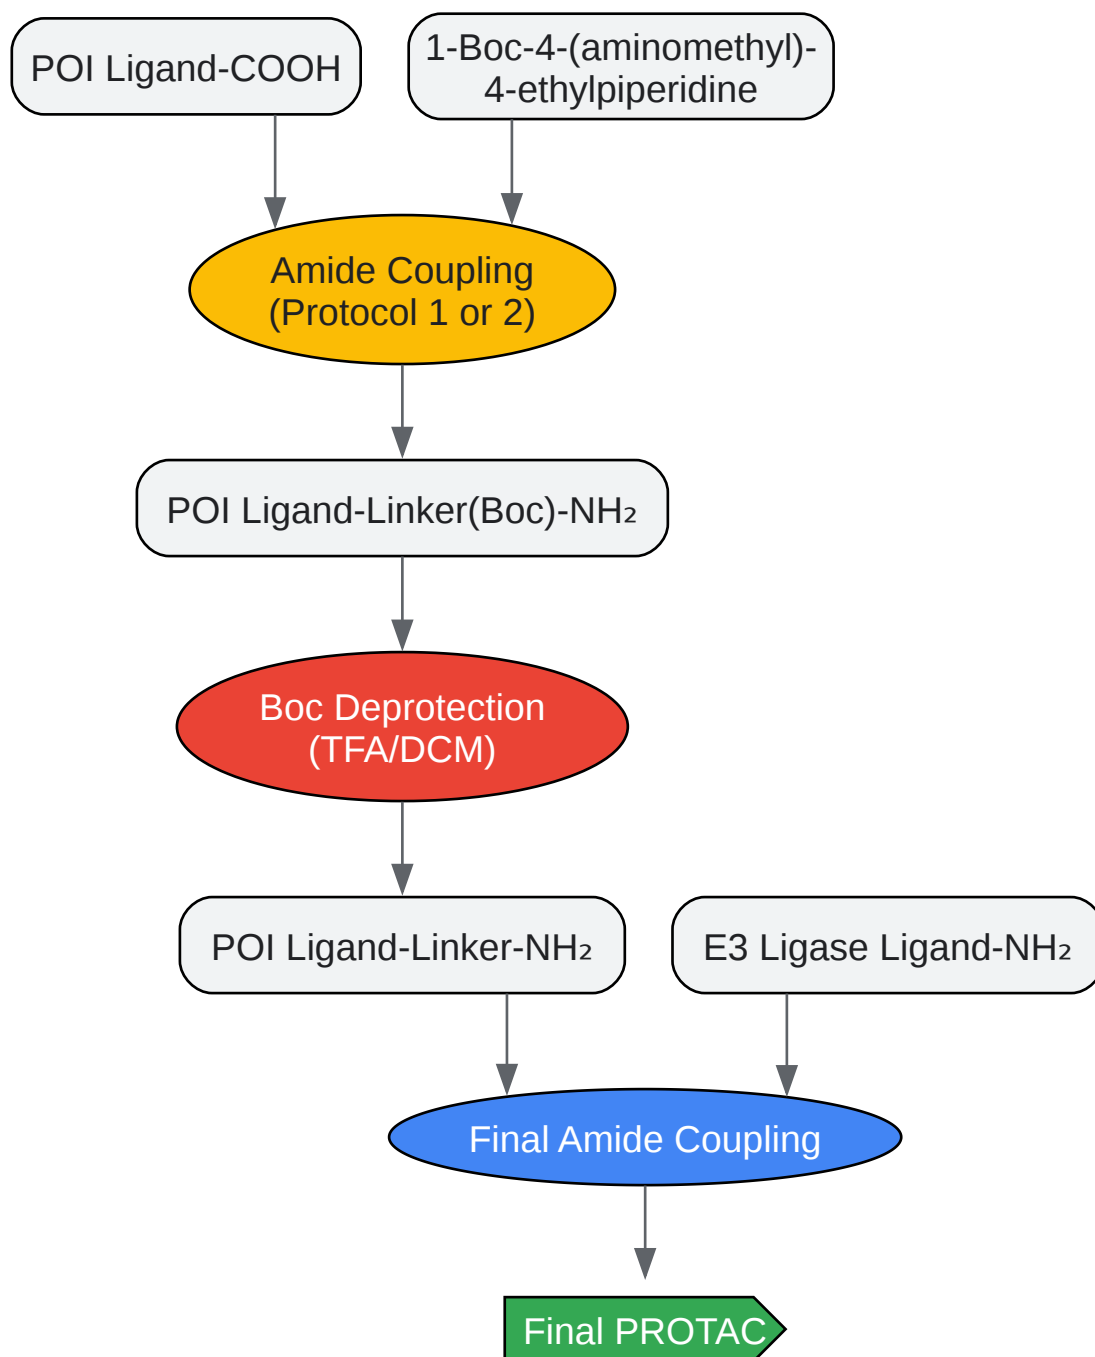 POI Ligand-COOH
1-Boc-4-(aminomethyl)-
4-ethylpiperidine
Amide Coupling
(Protocol 1 or 2)
POI Ligand-Linker(Boc)-NH₂
Boc Deprotection
(TFA/DCM)
POI Ligand-Linker-NH₂
E3 Ligase Ligand-NH₂
Final Amide Coupling
Final PROTAC